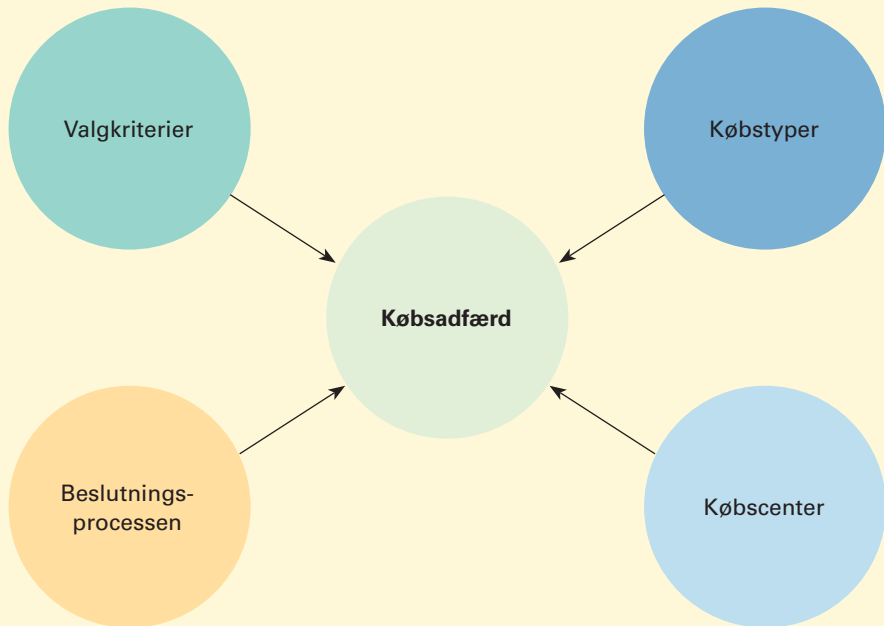 Valgkriterier
Købstyper
Købsadfærd
Beslutnings-
processen
Købscenter